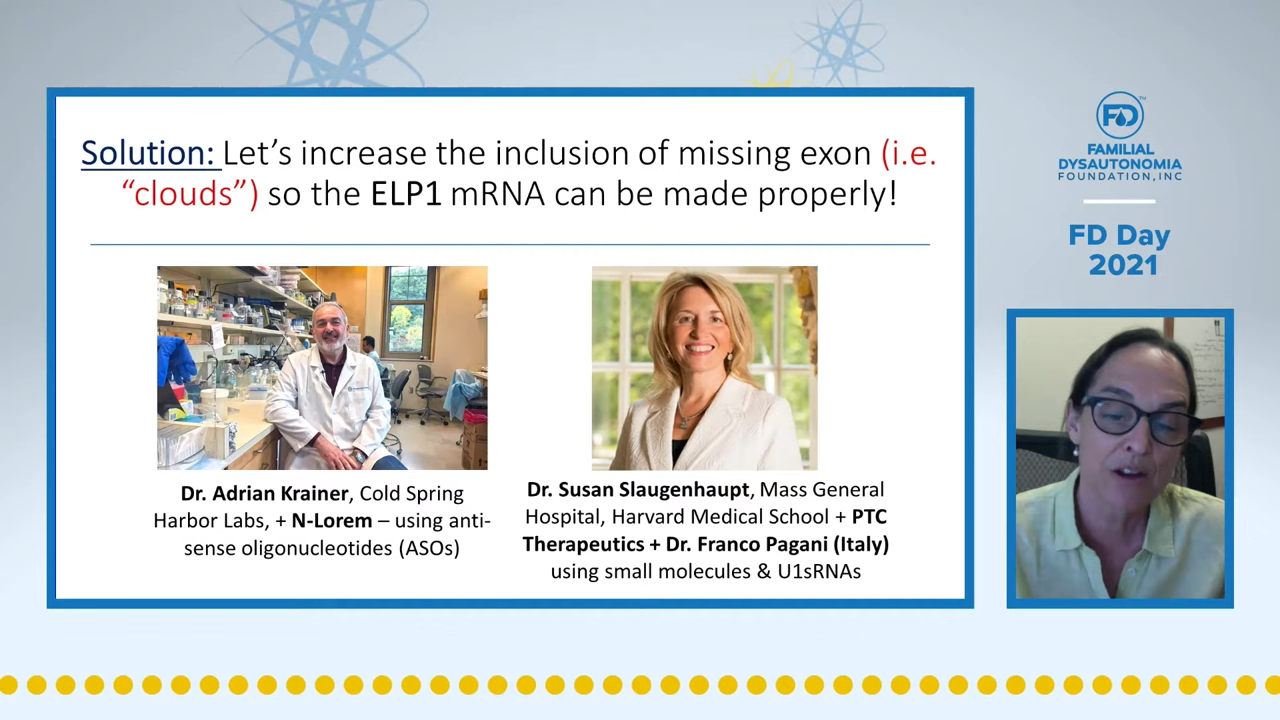 Solution: Let’s increase the inclusion of missing exon (i.e.
“clouds”) so the ELP1 mRNA can be made properly!
Dr. Adrian Krainer, Cold Spring
Harbor Labs, + N-Lorem – using anti-
sense oligonucleotides (ASOs)
Dr. Susan Slaugenhaupt, Mass General
Hospital, Harvard Medical School + PTC
Therapeutics + Dr. Franco Pagani (Italy)
using small molecules & U1sRNAs
FD™
FAMILIAL
DYSAUTONOMIA
FOUNDATION, INC
FD Day
2021